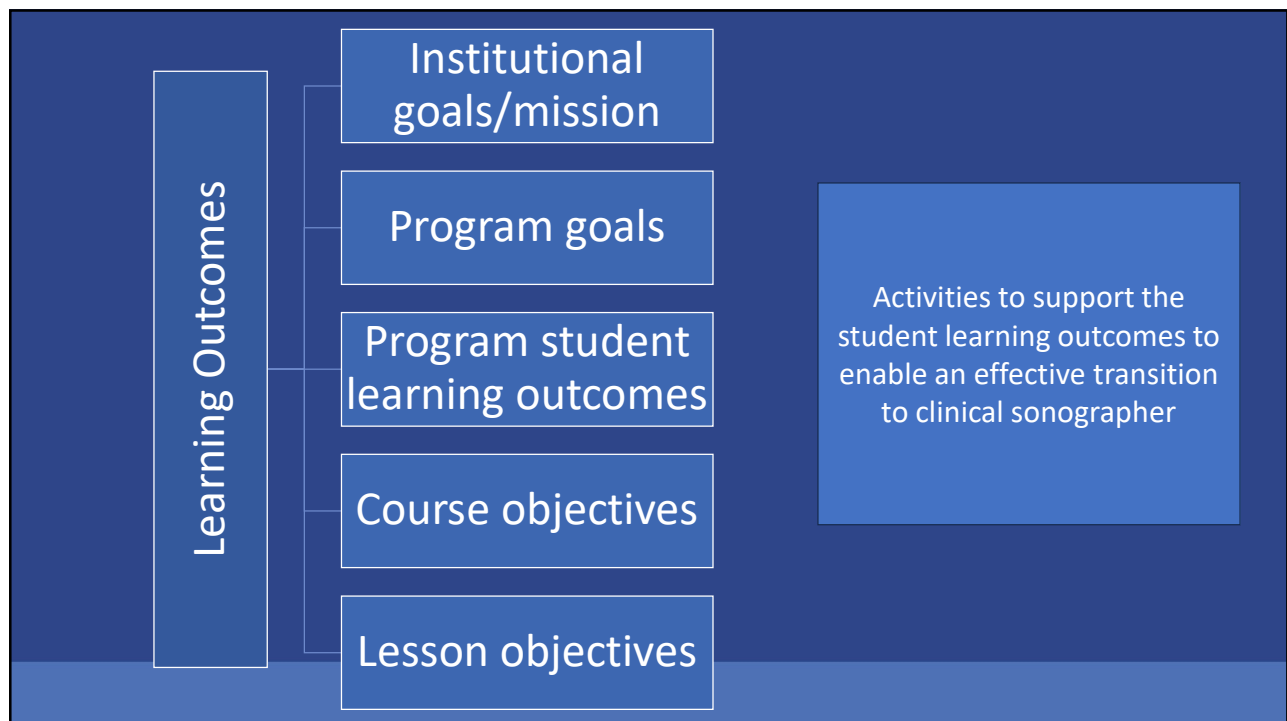 Learning Outcomes
Institutional
goals/mission
Program goals
Program student
learning outcomes
Course objectives
Lesson objectives
Activities to support the
student learning outcomes to
enable an effective transition
to clinical sonographer